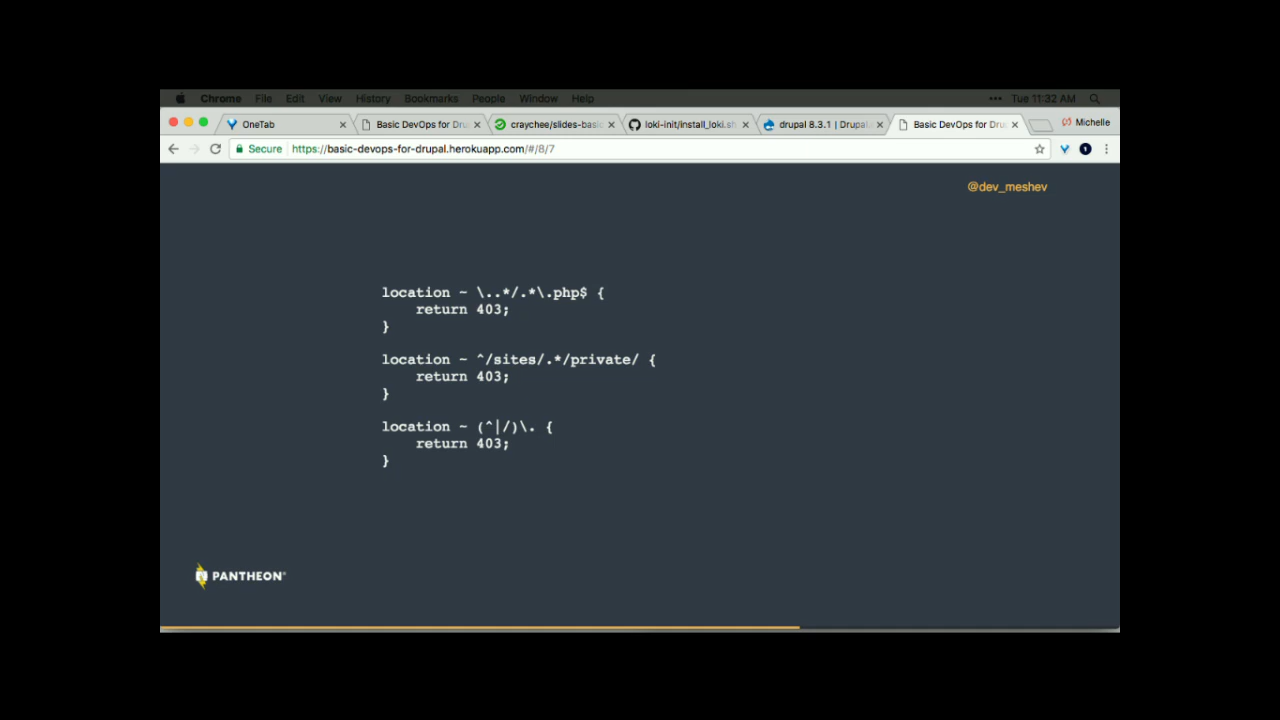 Chrome File Edit View History Bookmarks People Window Help ••• Tue 11:32 AM
OneTab Basic DevOps for Dru craychee/slides-basic loki-init/install_loki.sh drupal 8.3.1 | Drupal Basic DevOps for Dru Michelle
Secure https://basic-devops-for-drupal.herokuapp.com/#/8/7
@dev_meshev
location ~ \..*/.*\.php$ {
return 403;
}
location ~ ^/sites/.*/private/ {
return 403;
}
location ~ (^|/)\. {
return 403;
}
PANTHEON®